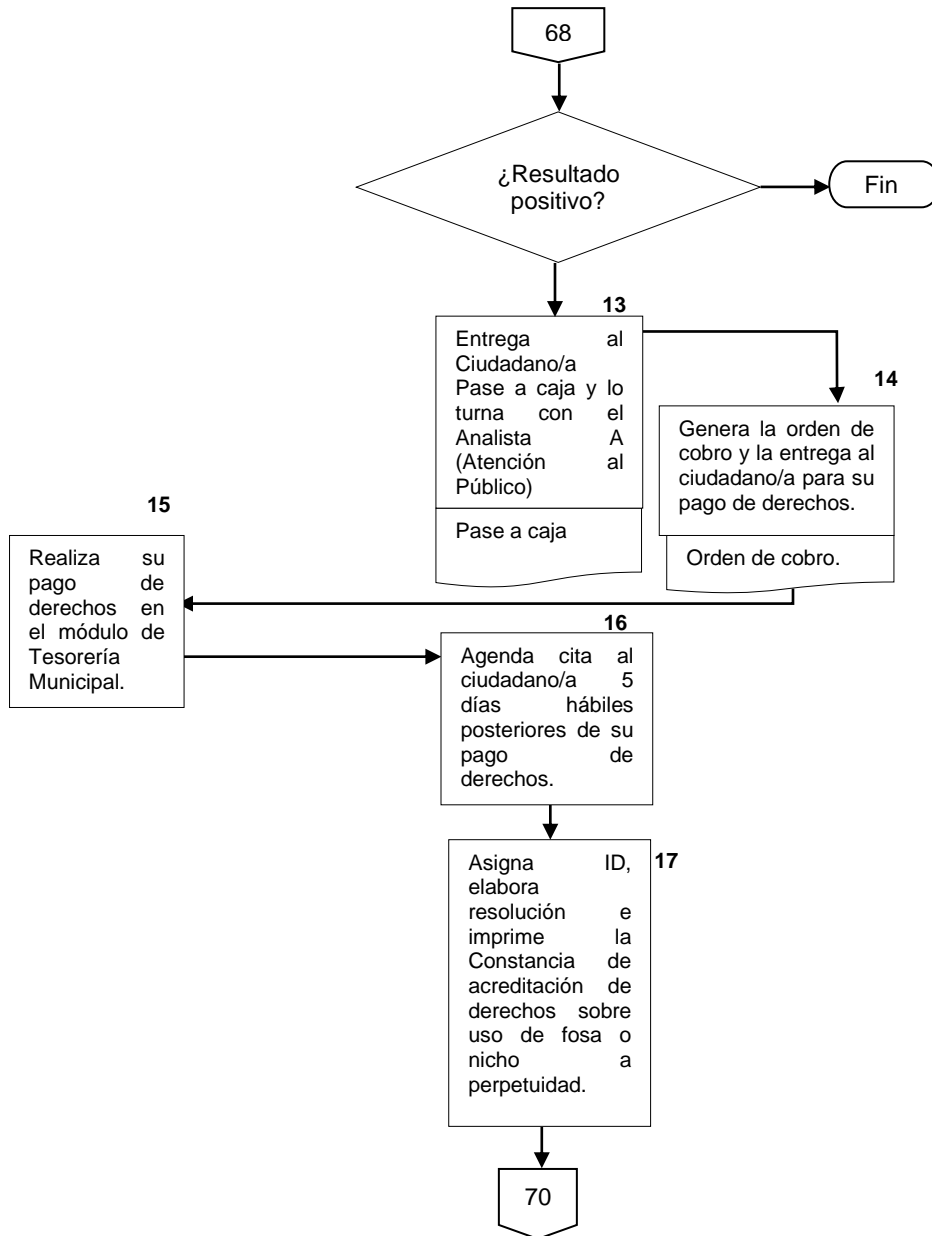 68
¿Resultado
positivo?
Fin
13
Entrega al
Ciudadano/a
Pase a caja y lo
turna con el
Analista A
(Atención al
Público)
Pase a caja
14
Genera la orden de
cobro y la entrega al
ciudadano/a para su
pago de derechos.
Orden de cobro.
15
Realiza su
pago de
derechos en
el módulo de
Tesorería
Municipal.
16
Agenda cita al
ciudadano/a 5
días hábiles
posteriores de su
pago de
derechos.
17
Asigna ID,
elabora
resolución e
imprime la
Constancia de
acreditación de
derechos sobre
uso de fosa o
nicho a
perpetuidad.
70